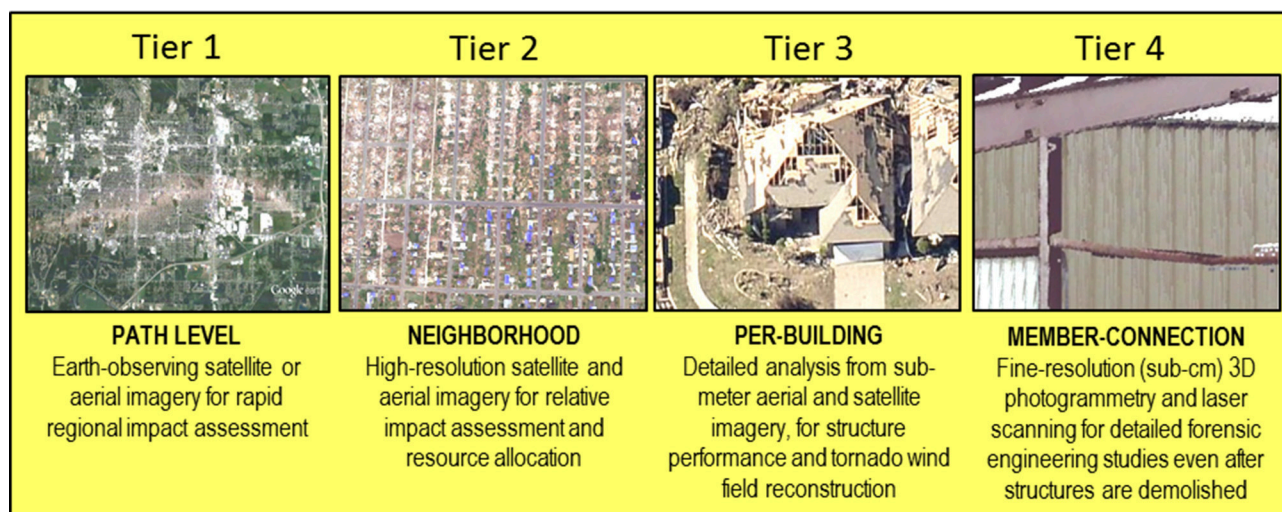 Tier 1
Tier 2
Tier 3
Tier 4
Google earth
PATH LEVEL
Earth-observing satellite or
aerial imagery for rapid
regional impact assessment
NEIGHBORHOOD
High-resolution satellite and
aerial imagery for relative
impact assessment and
resource allocation
PER-BUILDING
Detailed analysis from sub-
meter aerial and satellite
imagery, for structure
performance and tornado wind
field reconstruction
MEMBER-CONNECTION
Fine-resolution (sub-cm) 3D
photogrammetry and laser
scanning for detailed forensic
engineering studies even after
structures are demolished